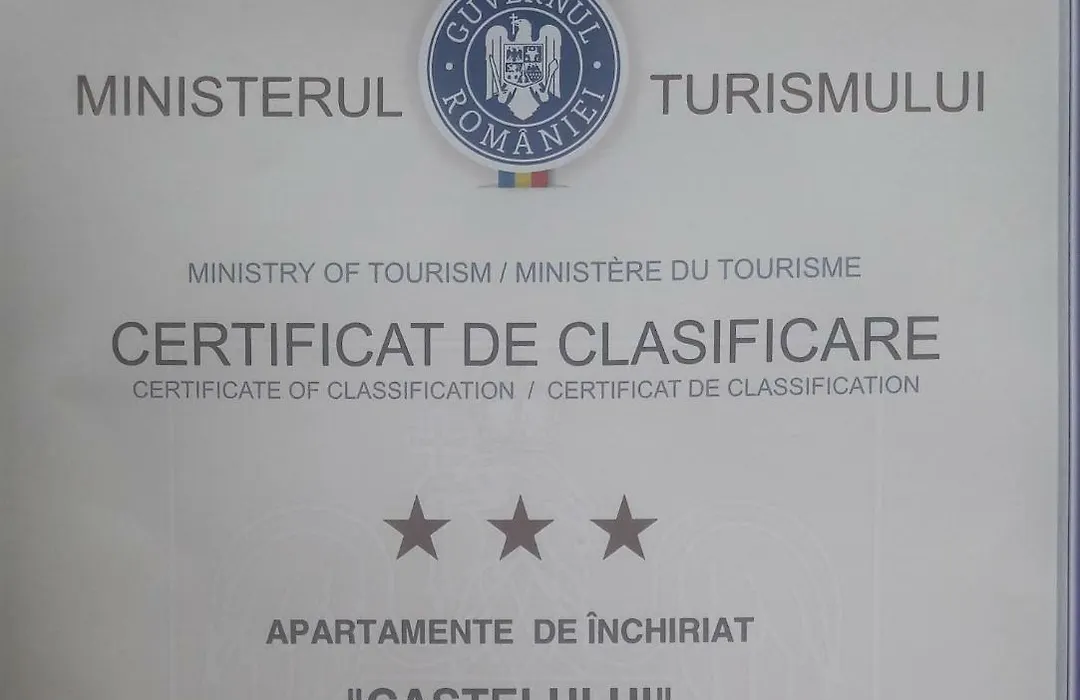 GUVERNUL
ROMÂNIEI
MINISTERUL TURISMULUI
MINISTRY OF TOURISM / MINISTÈRE DU TOURISME
CERTIFICAT DE CLASIFICARE
CERTIFICATE OF CLASSIFICATION / CERTIFICAT DE CLASSIFICATION
APARTAMENTE DE ÎNCHIRIAT
"CASTELULUI"